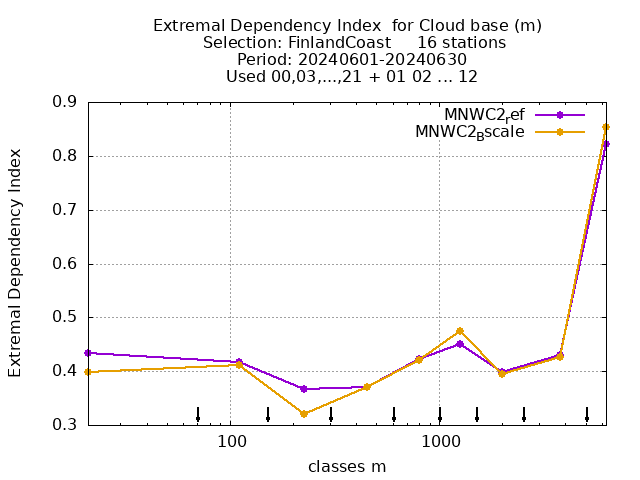 Extremal Dependency Index  for Cloud base (m)
Selection: FinlandCoast     16 stations
Period: 20240601-20240630
Used 00,03,...,21 + 01 02 ... 12
MNWC2ref
MNWC2Bscale
0.9
0.8
0.7
0.6
0.5
0.4
0.3
Extremal Dependency Index
100
1000
classes m